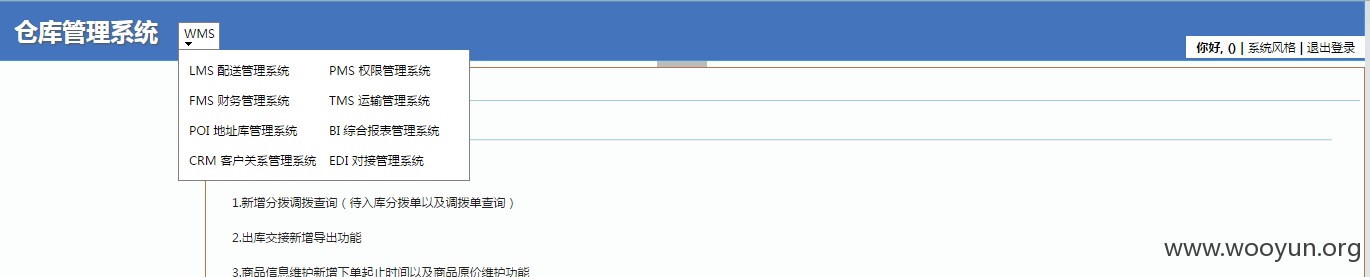 仓库管理系统
WMS
你好, () | 系统风格 | 退出登录
LMS 配送管理系统 PMS 权限管理系统
FMS 财务管理系统 TMS 运输管理系统
POI 地址库管理系统 BI 综合报表管理系统
CRM 客户关系管理系统 EDI 对接管理系统
1.新增分拨调拨查询（待入库分拨单以及调拨单查询）
2.出库交接新增导出功能
www.wooyun.org
3.商品信息维护新增下单起止时间以及商品原价维护功能